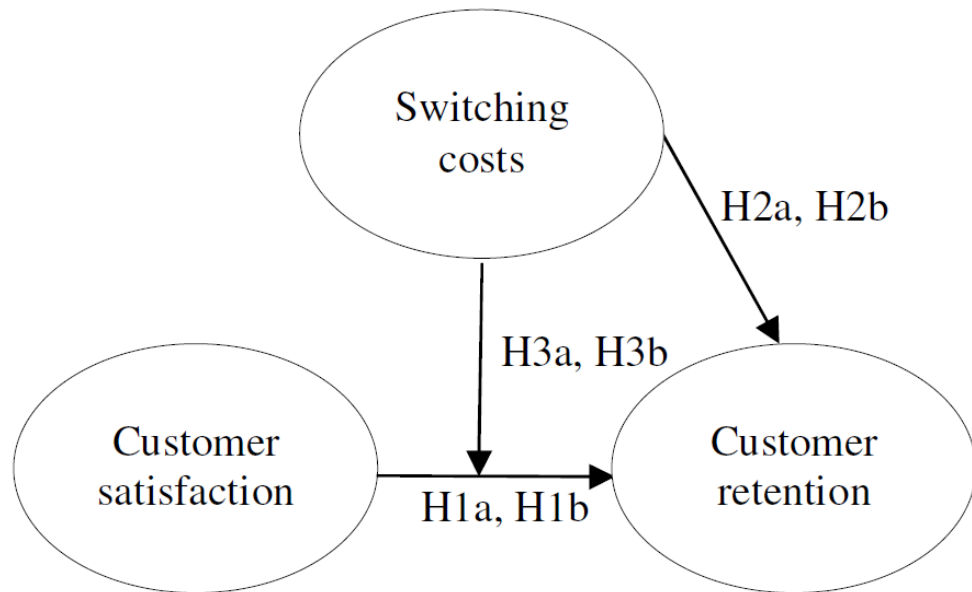 Switching
costs
H2a, H2b
H3a, H3b
Customer
satisfaction
H1a, H1b
Customer
retention